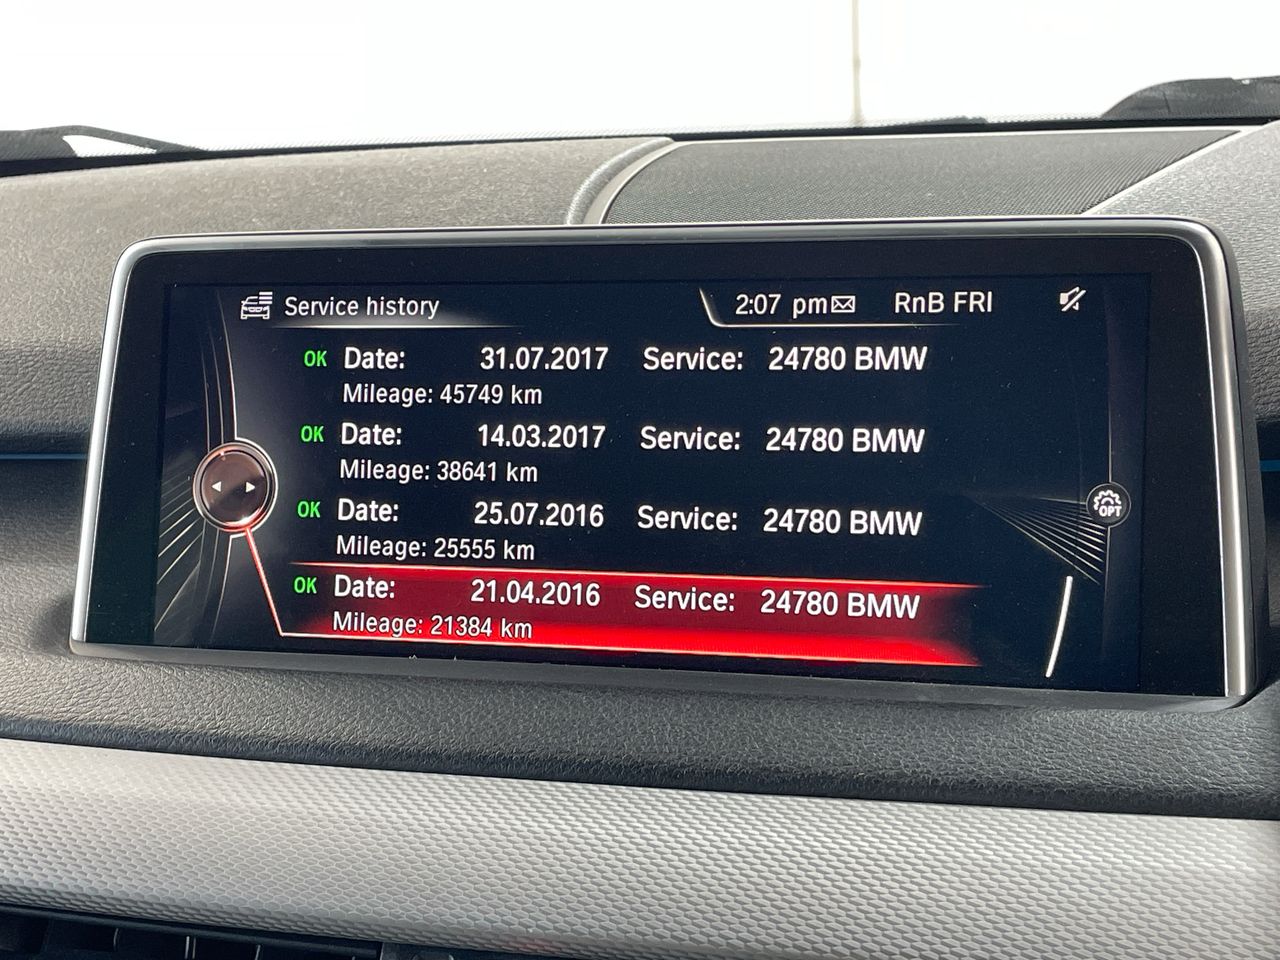 Service history 2:07 pm RnB FRI
OK Date: 31.07.2017 Service: 24780 BMW
Mileage: 45749 km
OK Date: 14.03.2017 Service: 24780 BMW
Mileage: 38641 km
OK Date: 25.07.2016 Service: 24780 BMW
Mileage: 25555 km
OPT
OK Date: 21.04.2016 Service: 24780 BMW
Mileage: 21384 km